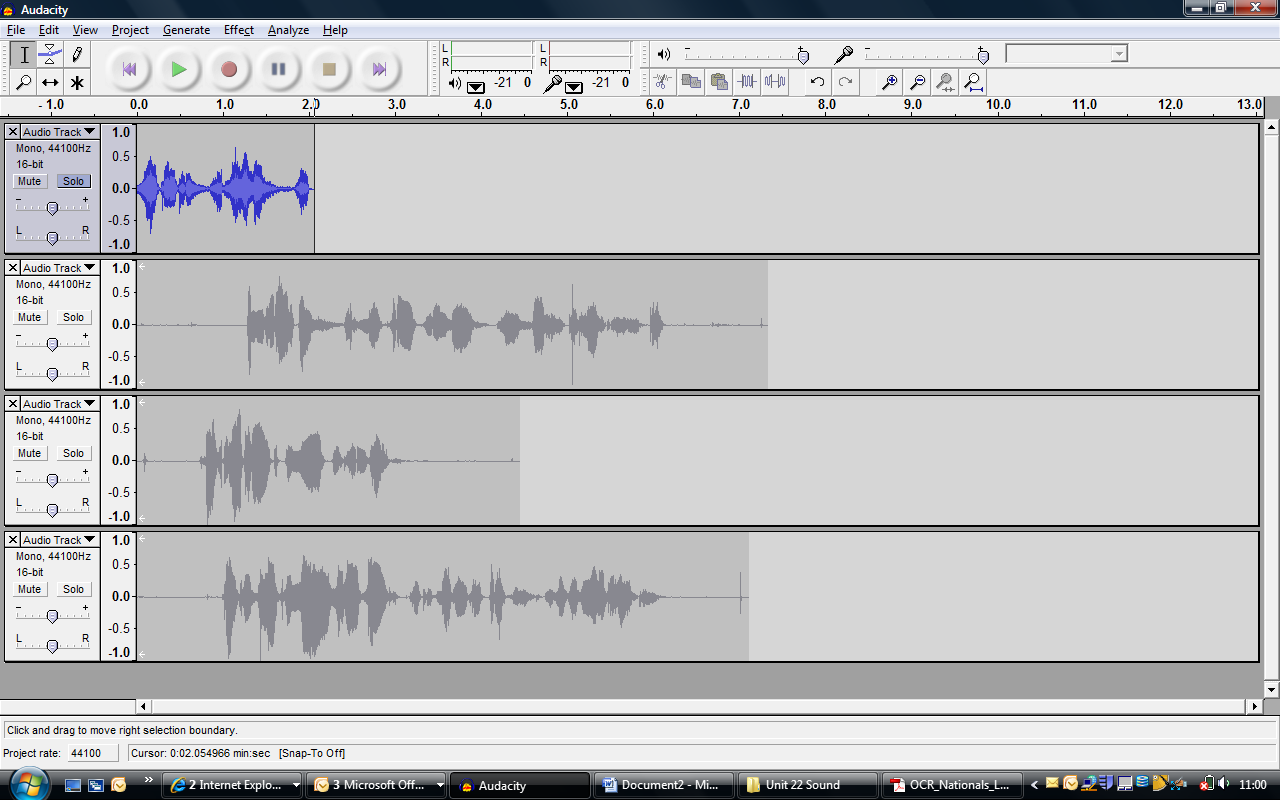 Audacity
File Edit View Project Generate Effect Analyze Help
L
R
-21 0
L
R
-21 0
- +
- +
- 1.0 0.0 1.0 2.0 3.0 4.0 5.0 6.0 7.0 8.0 9.0 10.0 11.0 12.0 13.0
Audio Track
Mono, 44100Hz
16-bit
Mute Solo
- +
L R
1.0
0.5
0.0
-0.5
-1.0
Audio Track
Mono, 44100Hz
16-bit
Mute Solo
- +
L R
1.0
0.5
0.0
-0.5
-1.0
Audio Track
Mono, 44100Hz
16-bit
Mute Solo
- +
L R
1.0
0.5
0.0
-0.5
-1.0
Audio Track
Mono, 44100Hz
16-bit
Mute Solo
- +
L R
1.0
0.5
0.0
-0.5
-1.0
Click and drag to move right selection boundary.
Project rate: 44100 Cursor: 0:02.054966 min:sec [Snap-To Off]
2 Internet Explo... 3 Microsoft Off... Audacity Document2 - Mi... Unit 22 Sound OCR_Nationals_L... 11:00